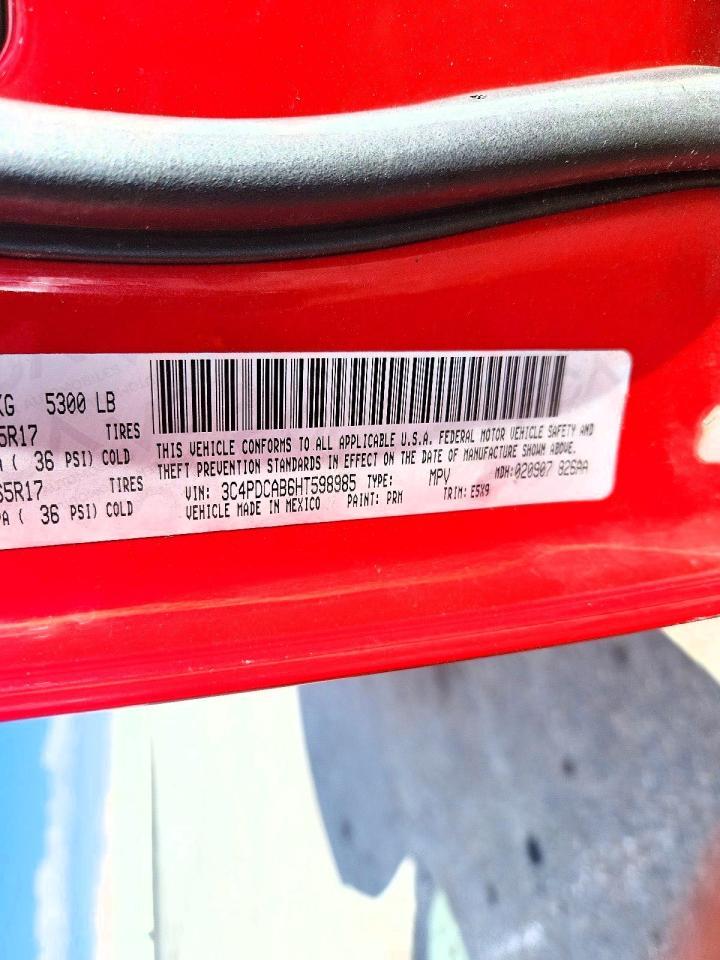 KG 5300 LB
5R17 TIRES
A ( 36 PSI) COLD
5R17 TIRES
PA ( 36 PSI) COLD
THIS VEHICLE CONFORMS TO ALL APPLICABLE U.S.A. FEDERAL MOTOR VEHICLE SAFETY AND
THEFT PREVENTION STANDARDS IN EFFECT ON THE DATE OF MANUFACTURE SHOWN ABOVE.
VIN: 3C4PDCAB6HT598985 TYPE: MPV MDH:020907 826AA
VEHICLE MADE IN MEXICO PAINT: PRM TRIM: E5X9